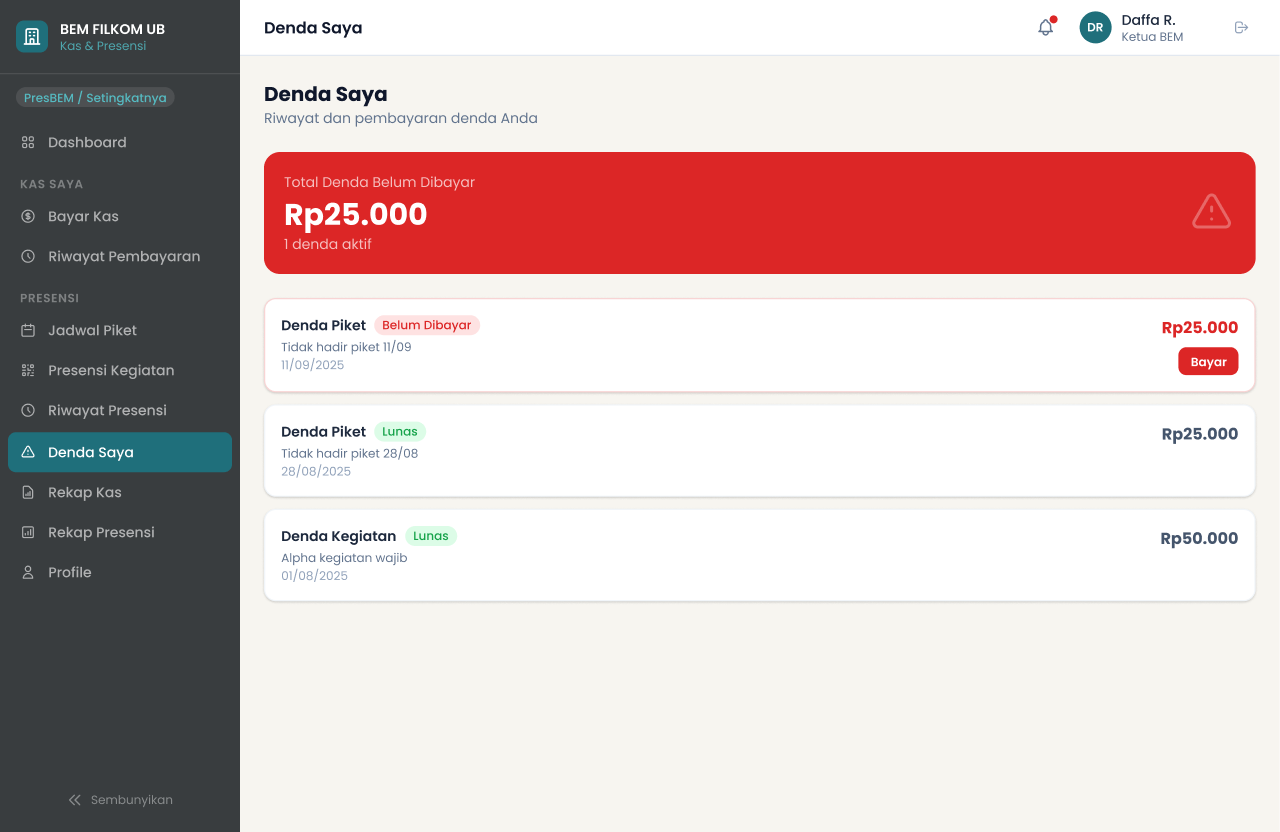 BEM FILKOM UB
Kas & Presensi
PresBEM / Setingkatnya
Dashboard
KAS SAYA
Bayar Kas
Riwayat Pembayaran
PRESENSI
Jadwal Piket
Presensi Kegiatan
Riwayat Presensi
Denda Saya
Rekap Kas
Rekap Presensi
Profile
Sembunyikan
Denda Saya
DR
Daffa R.
Ketua BEM
Denda Saya
Riwayat dan pembayaran denda Anda
Total Denda Belum Dibayar
Rp25.000
1 denda aktif
Denda Piket Belum Dibayar
Tidak hadir piket 11/09
11/09/2025
Rp25.000
Bayar
Denda Piket Lunas
Tidak hadir piket 28/08
28/08/2025
Rp25.000
Denda Kegiatan Lunas
Alpha kegiatan wajib
01/08/2025
Rp50.000